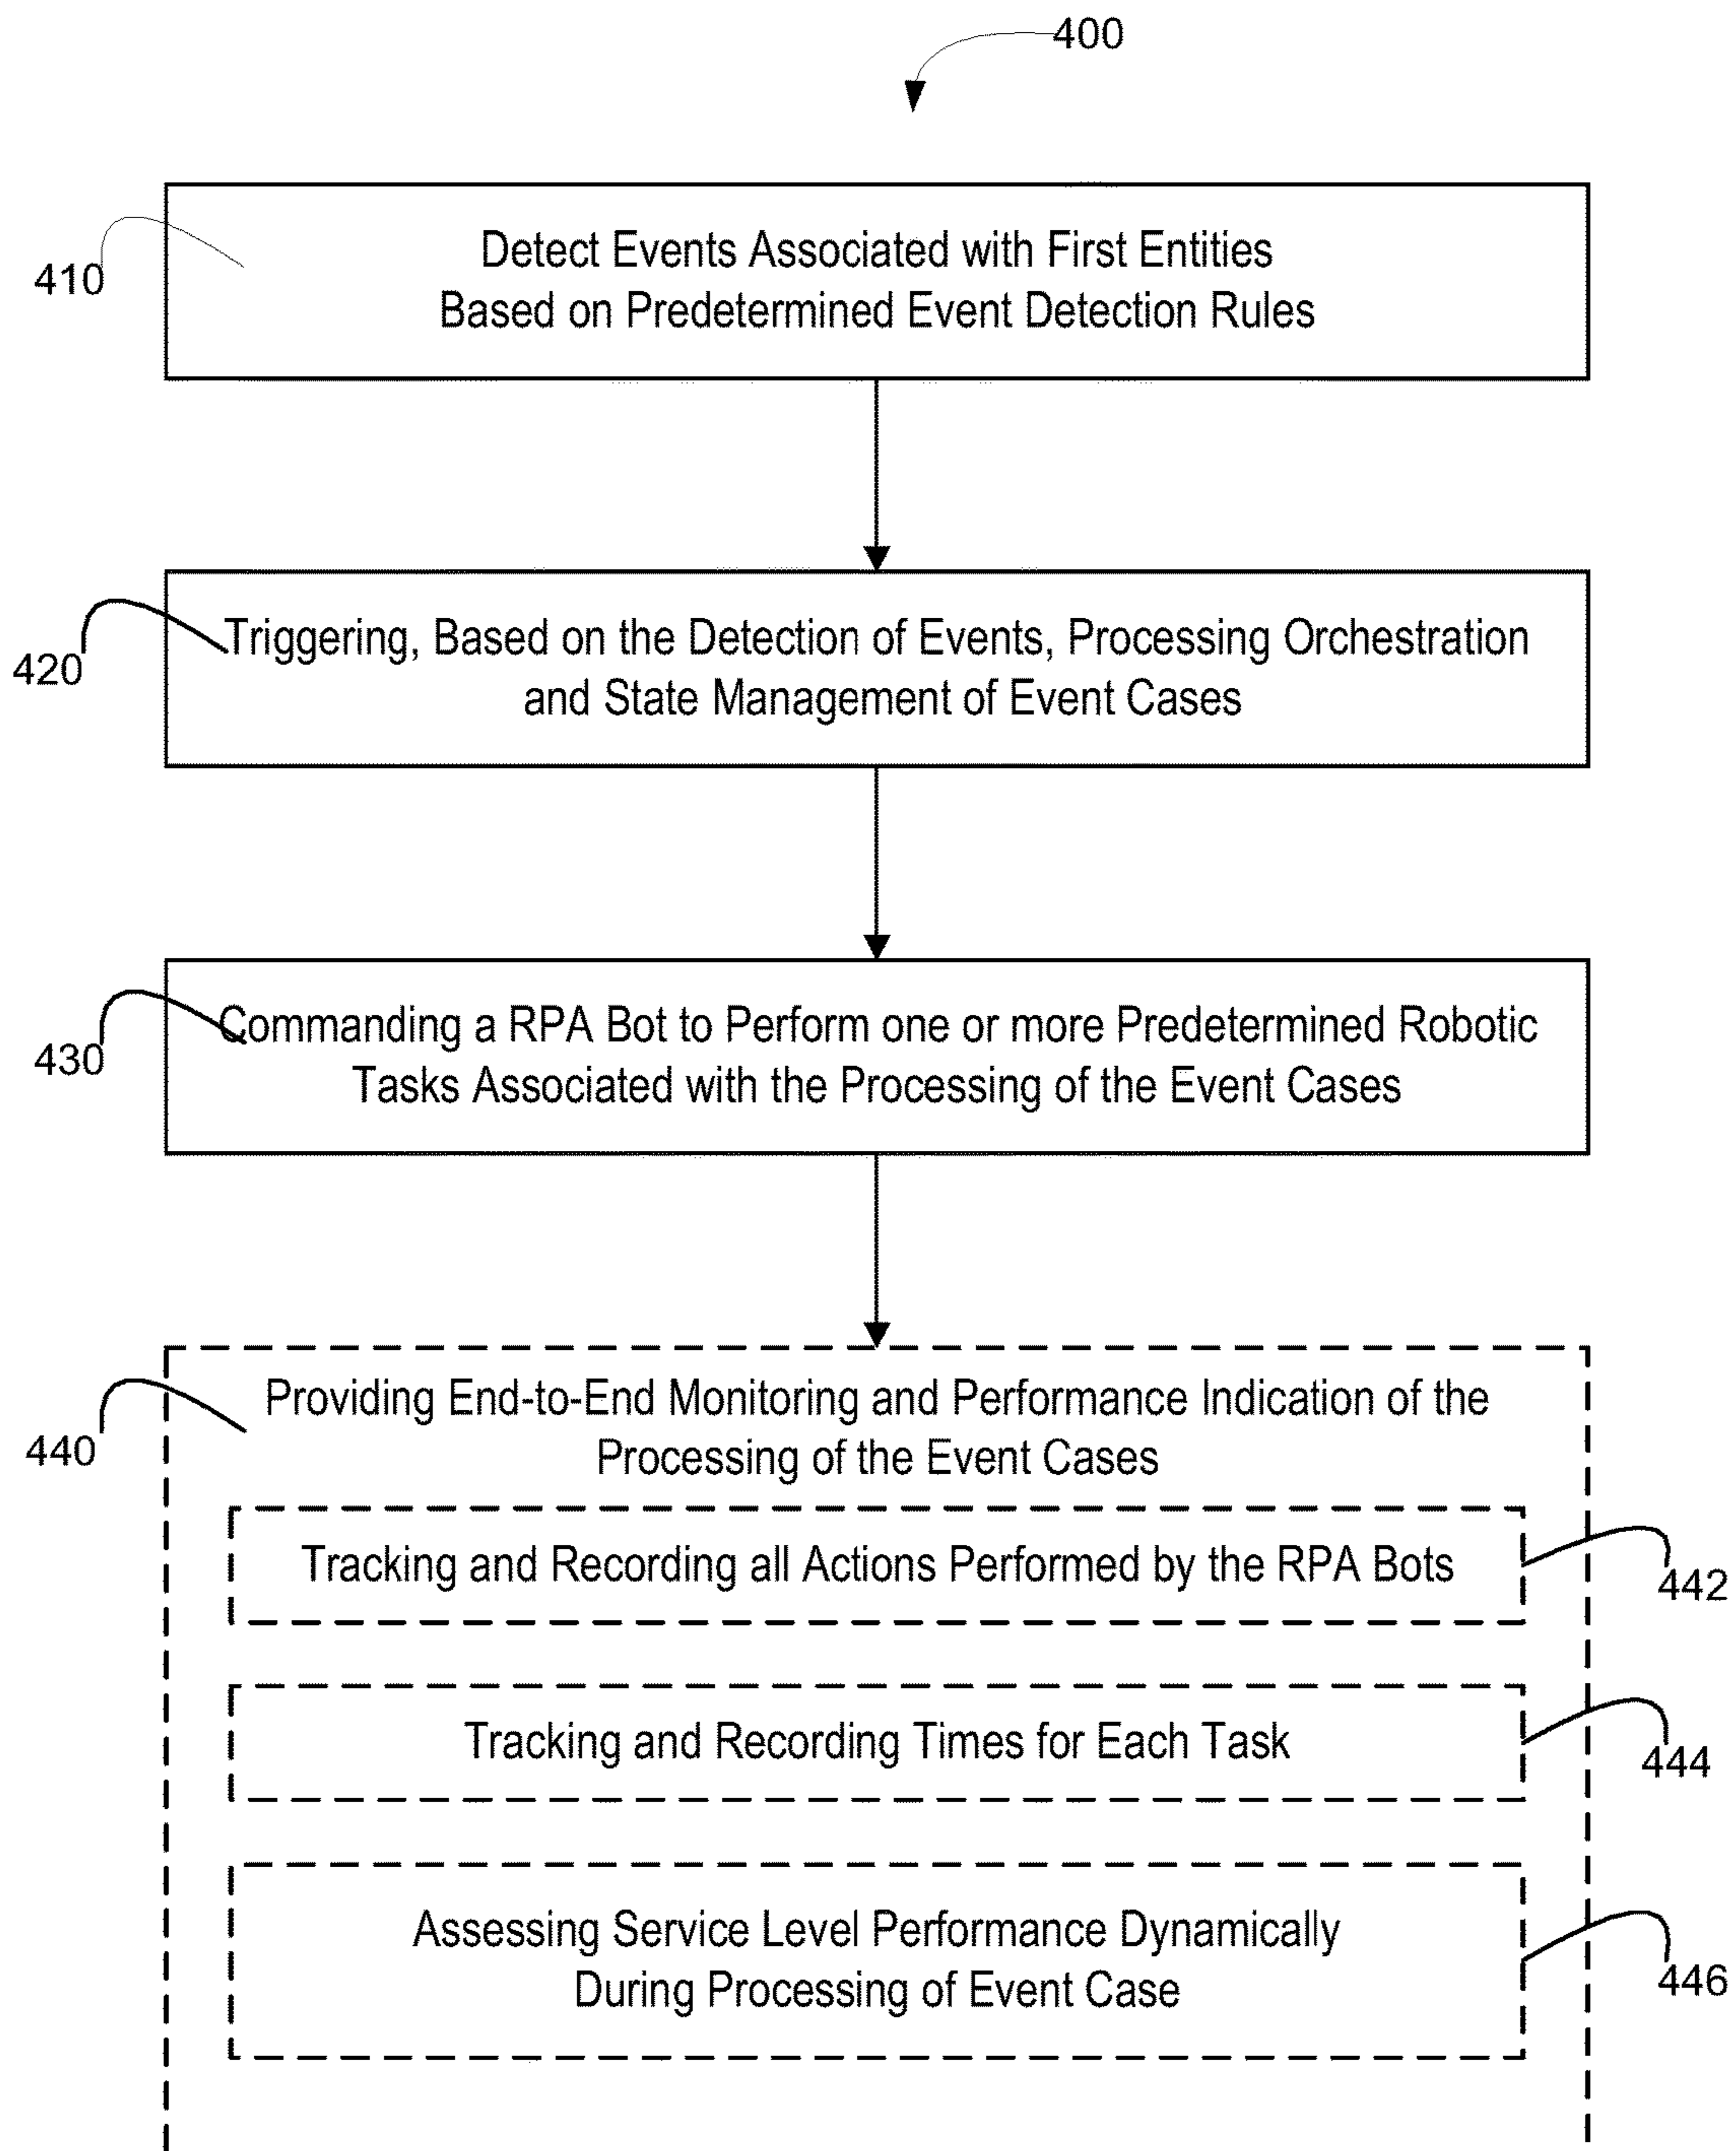 400
410
Detect Events Associated with First Entities
Based on Predetermined Event Detection Rules
420
Triggering, Based on the Detection of Events, Processing Orchestration
and State Management of Event Cases
430
Commanding a RPA Bot to Perform one or more Predetermined Robotic
Tasks Associated with the Processing of the Event Cases
440
Providing End-to-End Monitoring and Performance Indication of the
Processing of the Event Cases
Tracking and Recording all Actions Performed by the RPA Bots
442
Tracking and Recording Times for Each Task
444
Assessing Service Level Performance Dynamically
During Processing of Event Case
446